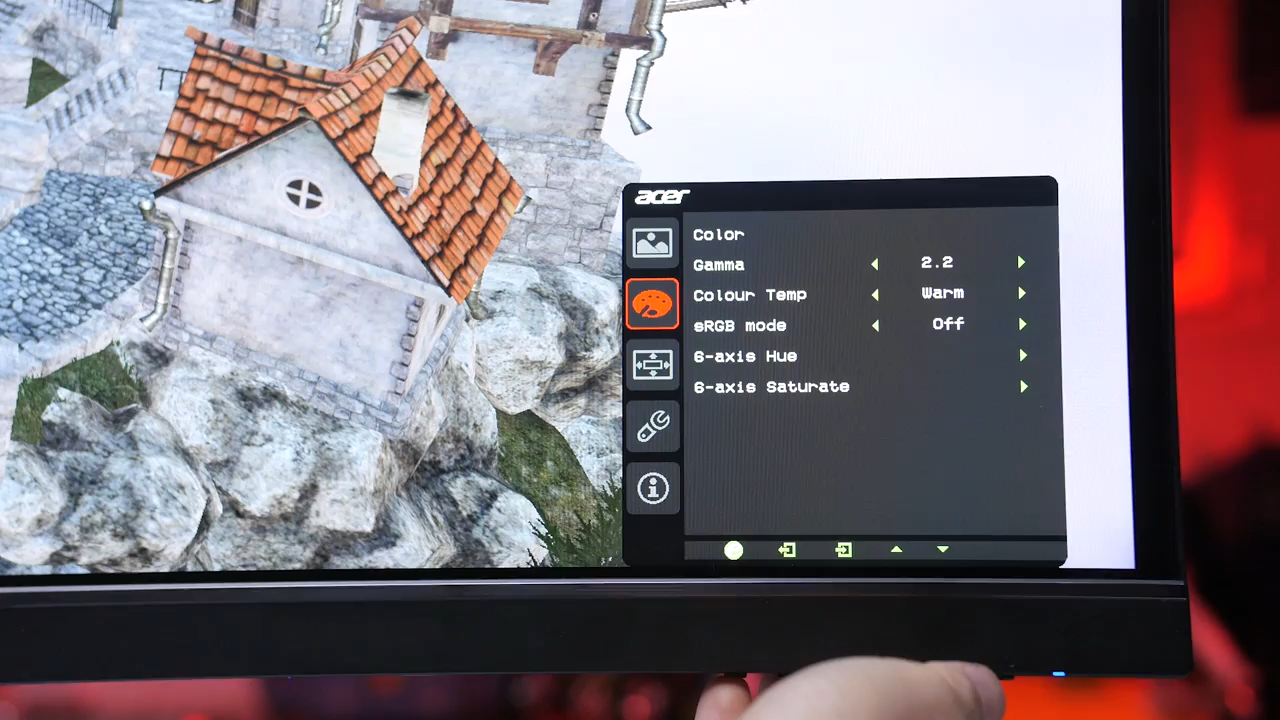 acer
Color
Gamma 2.2
Colour Temp Warm
sRGB mode Off
6-axis Hue
6-axis Saturate